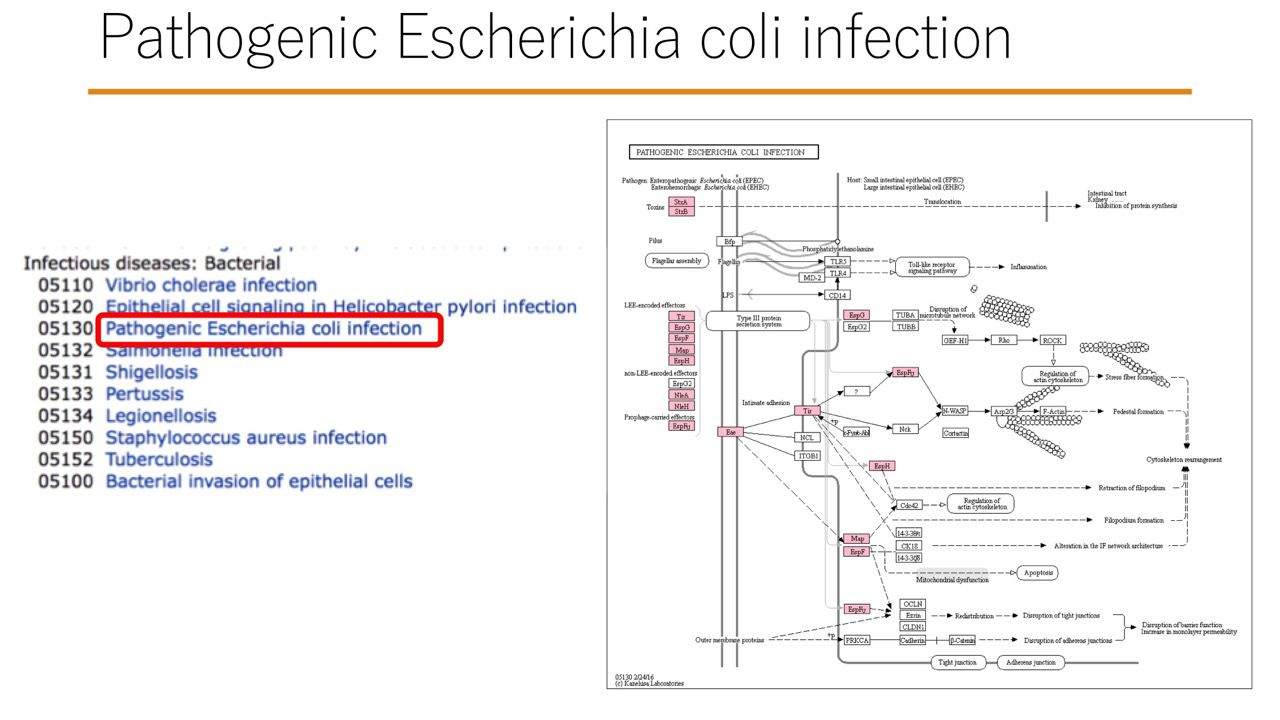 Pathogenic Escherichia coli infection
Infectious diseases: Bacterial
05110 Vibrio cholerae infection
05120 Epithelial cell signaling in Helicobacter pylori infection
05130 Pathogenic Escherichia coli infection
05132 Salmonella infection
05131 Shigellosis
05133 Pertussis
05134 Legionellosis
05150 Staphylococcus aureus infection
05152 Tuberculosis
05100 Bacterial invasion of epithelial cells
PATHOGENIC ESCHERICHIA COLI INFECTION
Pathogen: Enteropathogenic Escherichia coli (EPEC)
Enterohemorrhagic Escherichia coli (EHEC)
Host: Small intestinal epithelial cell (EPEC)
Large intestinal epithelial cell (EHEC)
Toxins
StxA
StxB
Translocation
Intestinal tract
Kidney
Inhibition of protein synthesis
Pilus
Bfp
Phosphatidylethanolamine
Flagellar assembly
Flagellin
TLR5
TLR4
MD-2
Toll-like receptor
signaling pathway
Inflammation
LPS
CD14
LEE-encoded effectors
Tir
EspG
EspF
Map
EspH
Type III protein
secretion system
EspG
EspG2
TUBA
TUBB
Disruption of
microtubule network
GEF-H1
Rho
ROCK
Regulation of
actin cytoskeleton
Stress fiber formation
non-LEE-encoded effectors
EspG2
NleA
NleH
Prophage-carried effectors
Intimate adhesion
Tir
?
+p
Nck
N-WASP
Cortactin
Arp2/3
F-Actin
Pedestal formation
Eae
NCL
ITGB1
Cytoskeleton rearrangement
EspH
Retraction of filopodium
Cdc42
Regulation of
actin cytoskeleton
Filopodium formation
Map
EspF
CK18
Alteration in the IF network architecture
Mitochondrial dysfunction
Apoptosis
OCLN
Ezrin
CLDN1
Redistribution
Disruption of tight junctions
Disruption of barrier function
Increase in monolayer permeability
Outer membrane proteins
+p
PRKCA
Cadherin
β-Catenin
Disruption of adherens junctions
Tight junction
Adherens junction
05130 2/24/16
(c) Kanehisa Laboratories